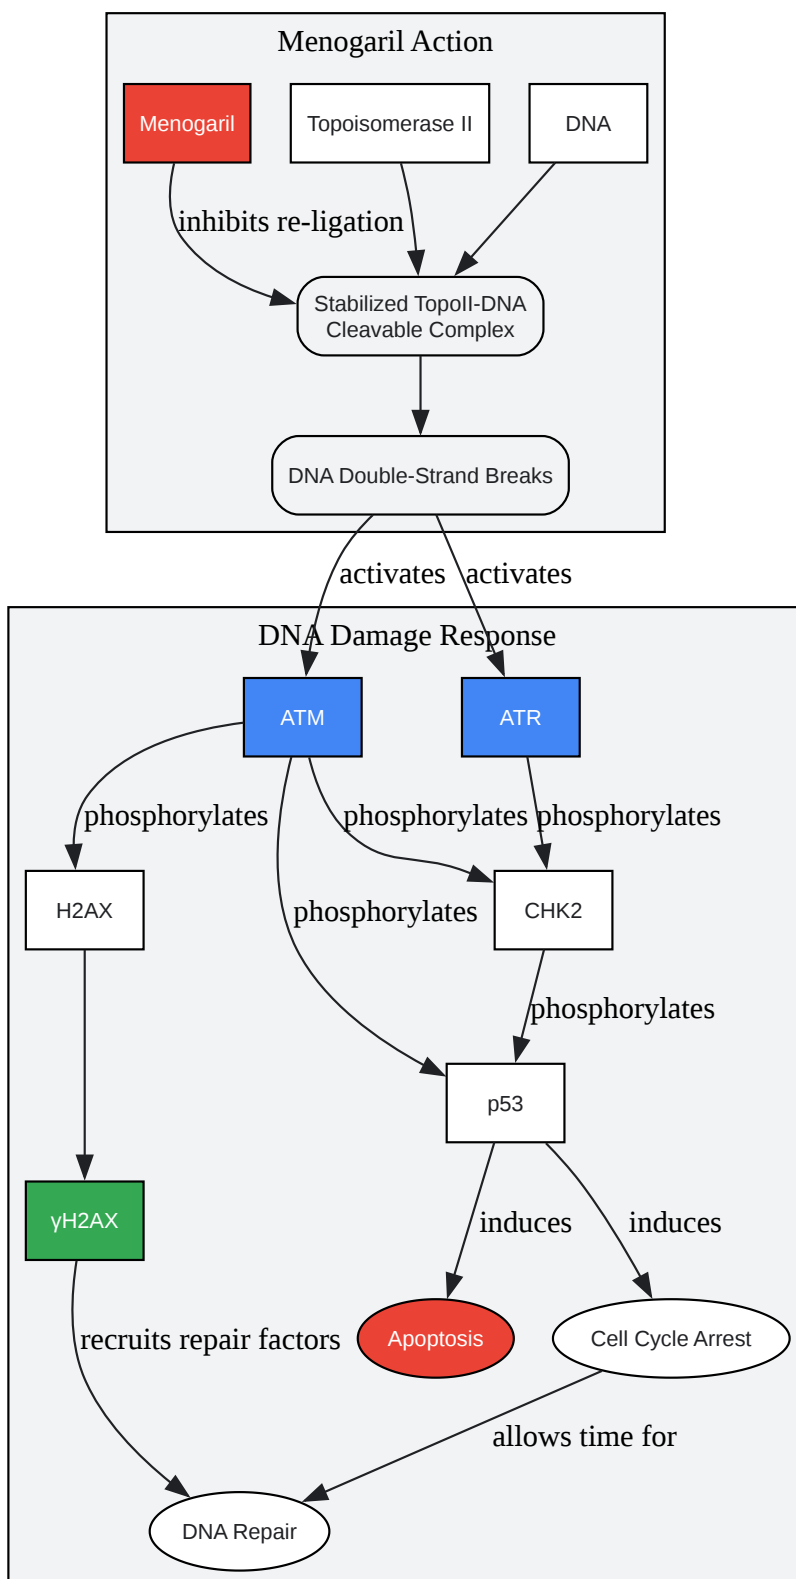 Menogaril Action
Menogaril
Topoisomerase II
DNA
inhibits re-ligation
Stabilized TopoII-DNA
Cleavable Complex
DNA Double-Strand Breaks
activates
activates
DNA Damage Response
ATM
ATR
phosphorylates
phosphorylates
phosphorylates
H2AX
phosphorylates
CHK2
phosphorylates
p53
γH2AX
induces
induces
recruits repair factors
Apoptosis
Cell Cycle Arrest
allows time for
DNA Repair